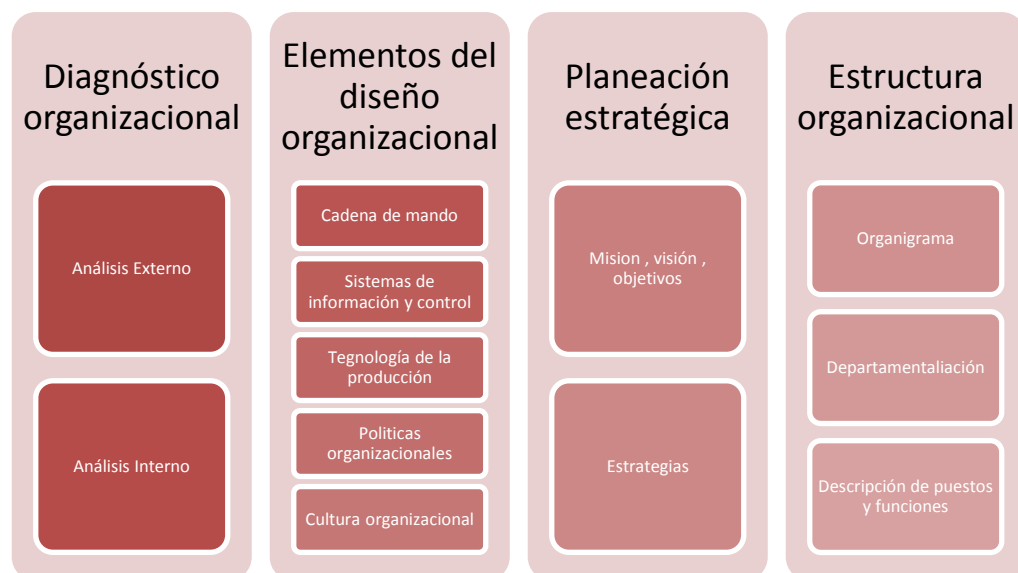 Diagnóstico
organizacional
Análisis Externo
Análisis Interno
Elementos del
diseño
organizacional
Cadena de mando
Sistemas de
información y control
Tegnología de la
producción
Politicas
organizacionales
Cultura organizacional
Planeación
estratégica
Mision , visión ,
objetivos
Estrategias
Estructura
organizacional
Organigrama
Departamentaliación
Descripción de puestos
y funciones